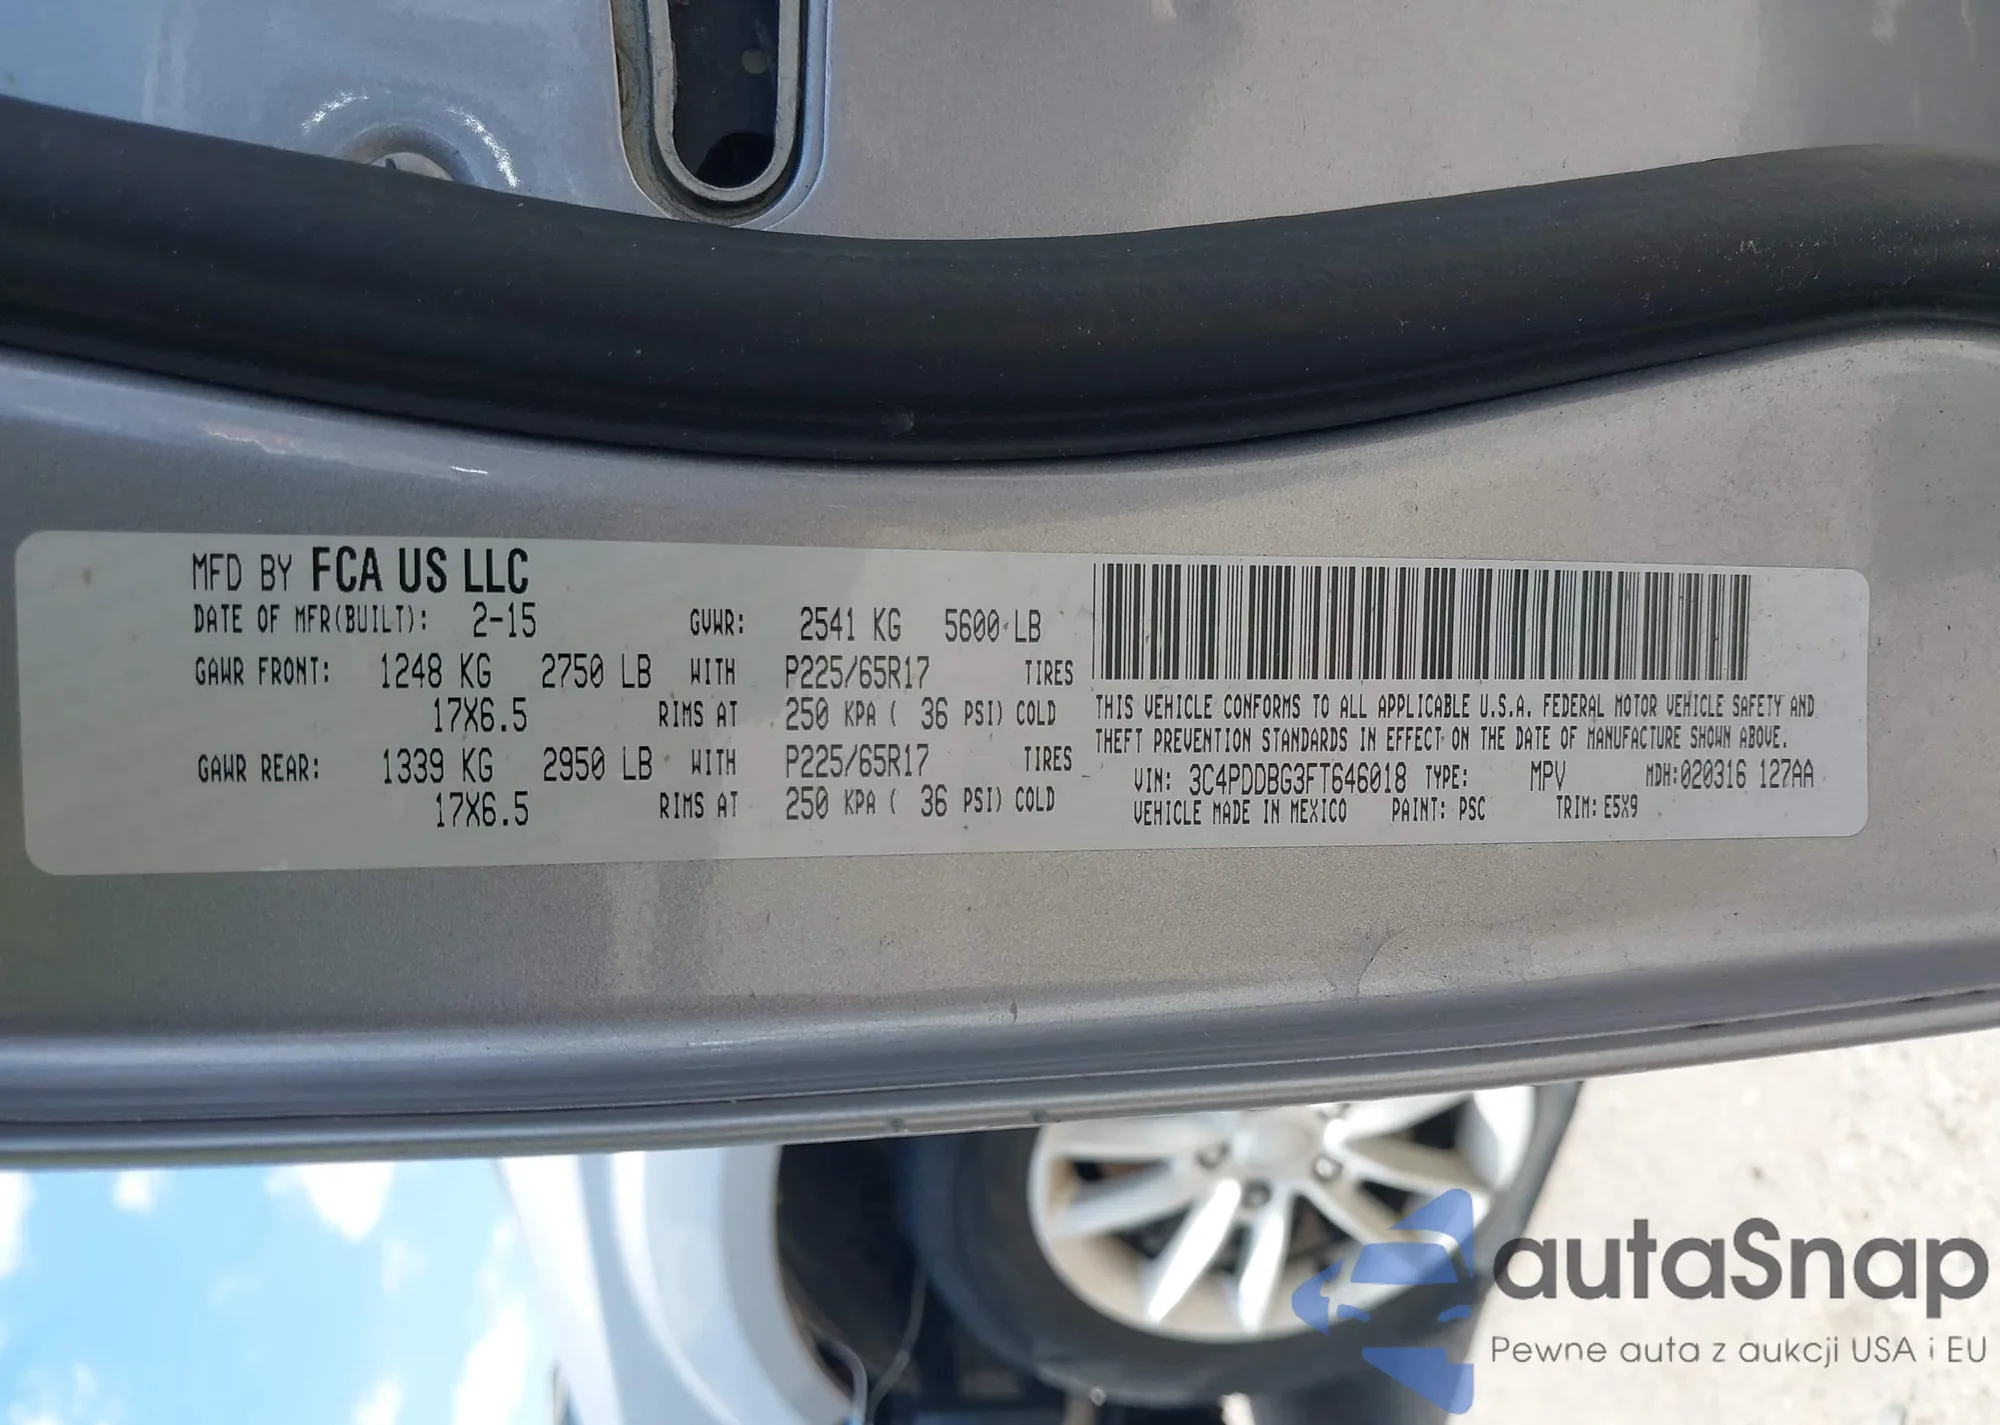 MFD BY FCA US LLC
DATE OF MFR(BUILT): 2-15 GVWR: 2541 KG 5600 LB
GAWR FRONT: 1248 KG 2750 LB WITH P225/65R17 TIRES
17X6.5 RIMS AT 250 KPA ( 36 PSI) COLD
GAWR REAR: 1339 KG 2950 LB WITH P225/65R17 TIRES
17X6.5 RIMS AT 250 KPA ( 36 PSI) COLD
THIS VEHICLE CONFORMS TO ALL APPLICABLE U.S.A. FEDERAL MOTOR VEHICLE SAFETY AND
THEFT PREVENTION STANDARDS IN EFFECT ON THE DATE OF MANUFACTURE SHOWN ABOVE.
VIN: 3C4PDDBG3FT646018 TYPE: MPV MDH:020316 127AA
VEHICLE MADE IN MEXICO PAINT: PSC TRIM: E5X9
autaSnap
Pewne auta z aukcji USA i EU